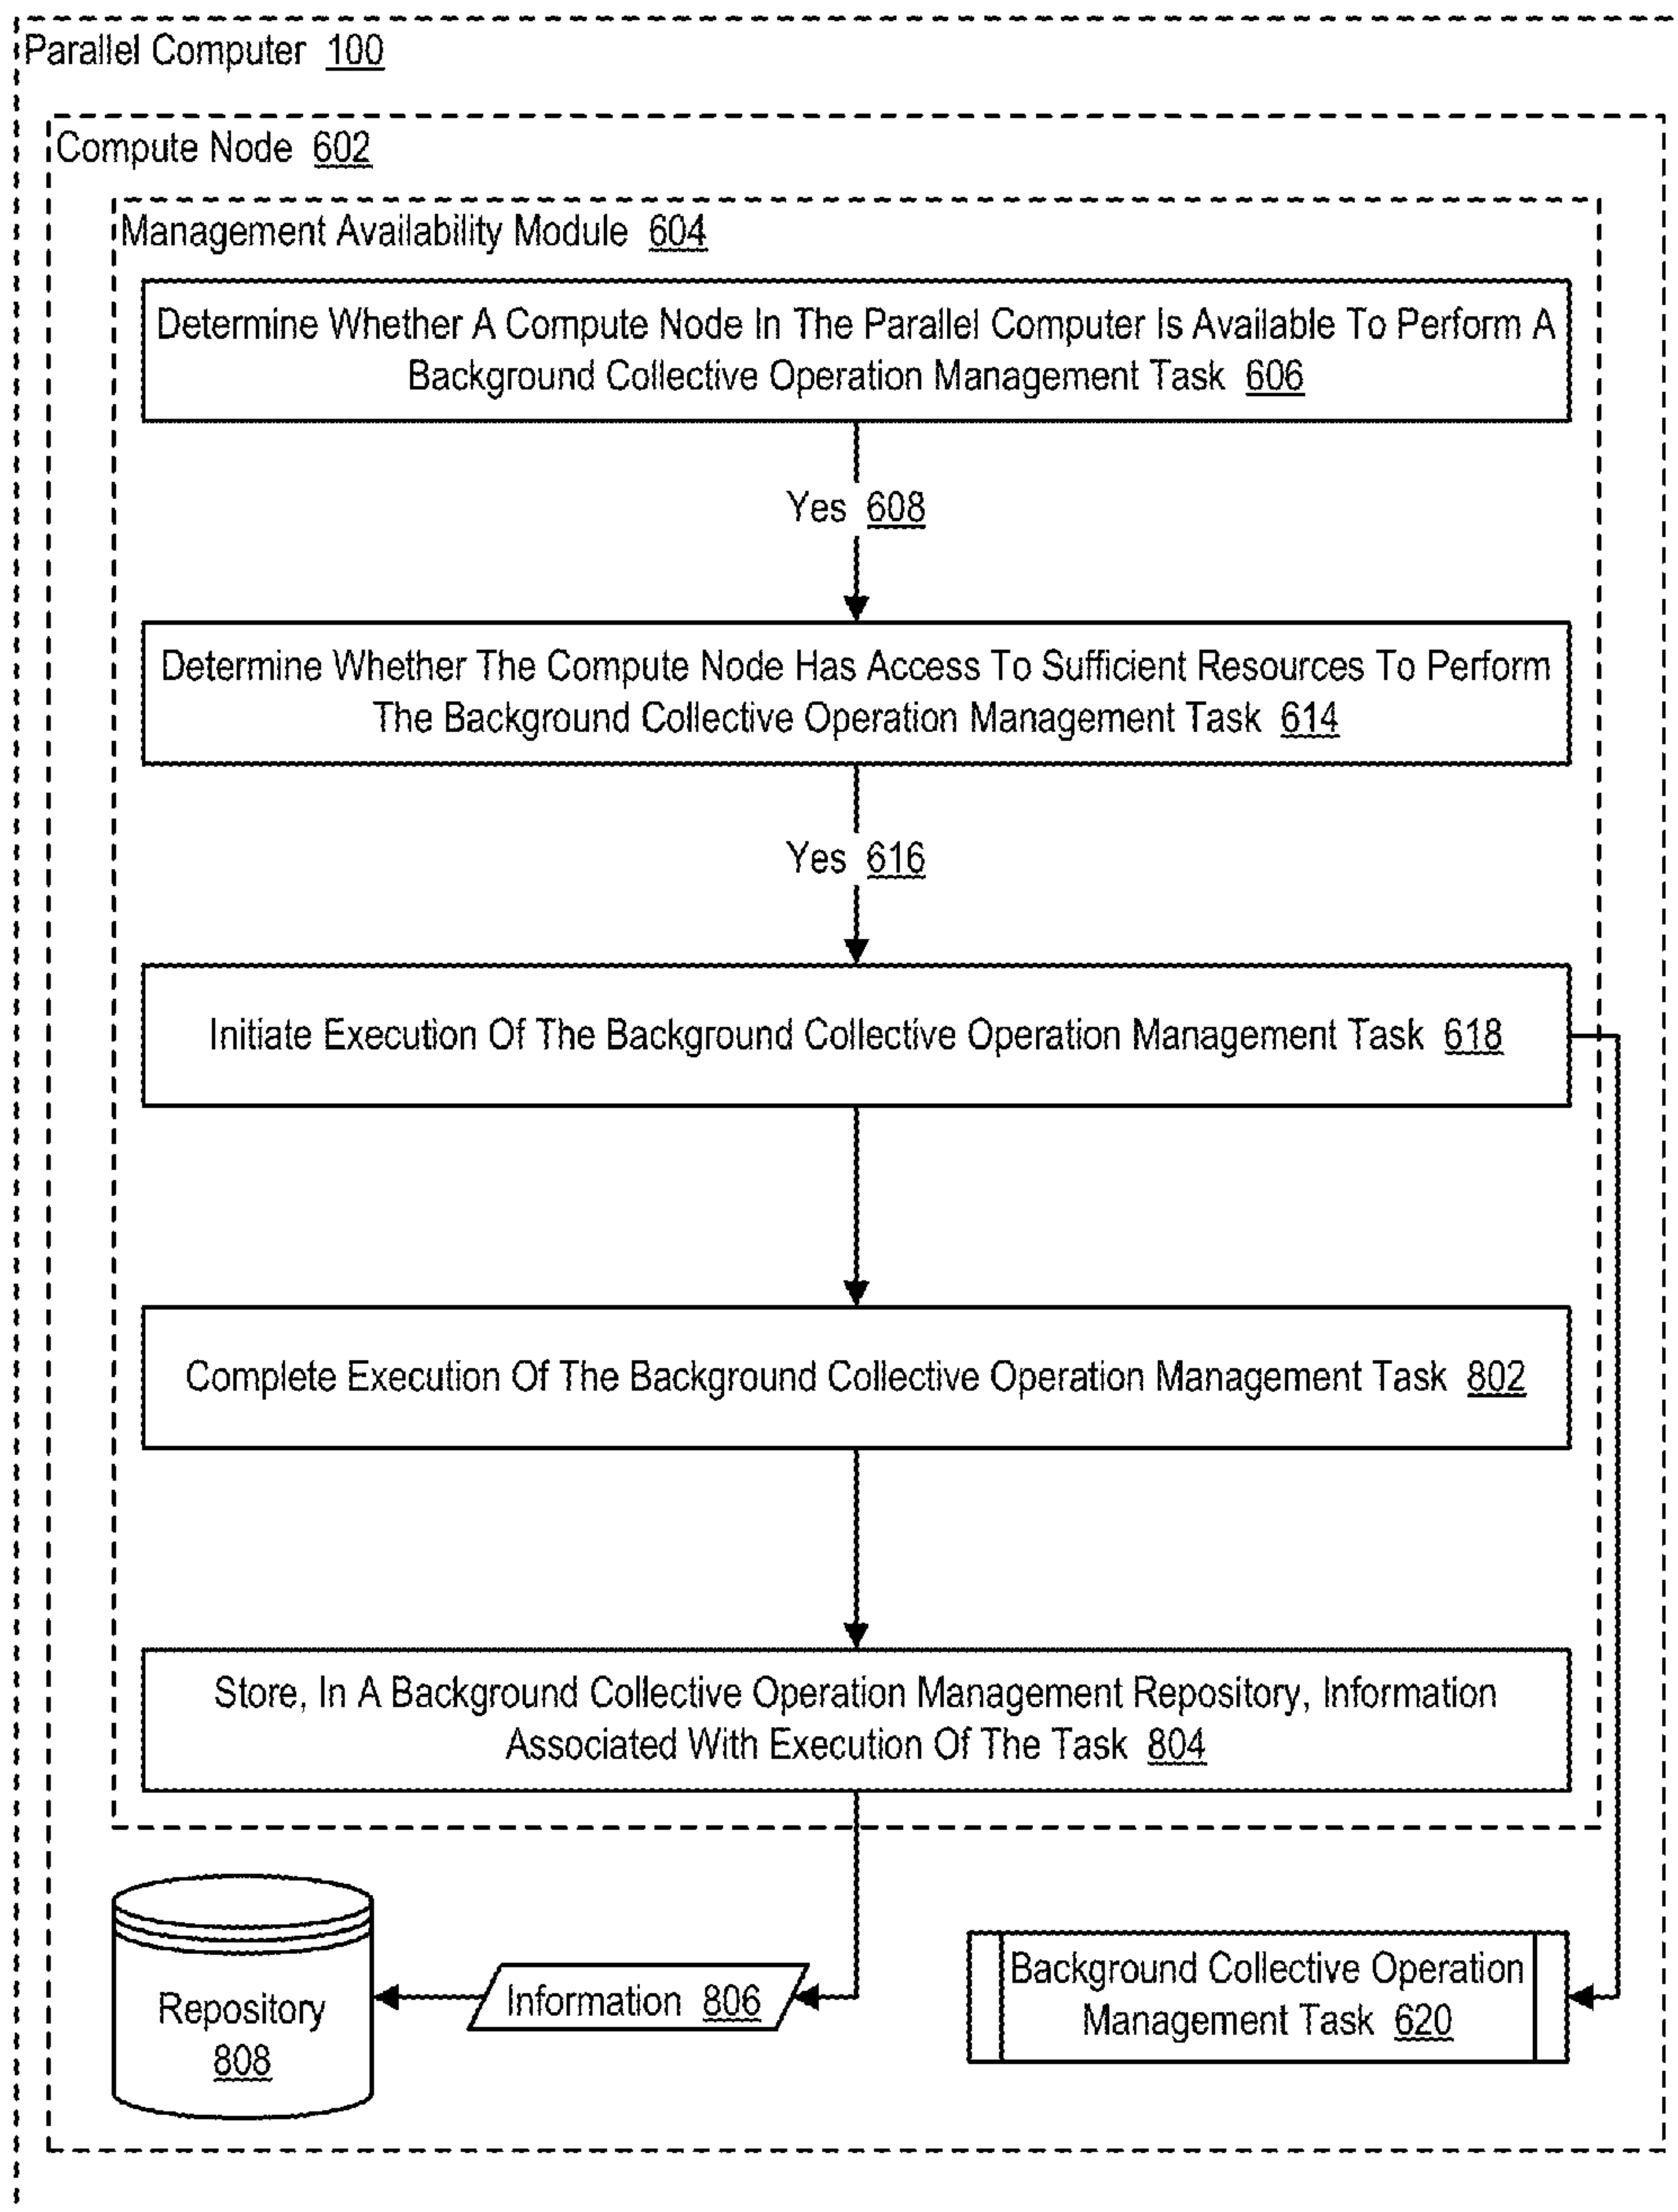 Parallel Computer 100
Compute Node 602
Management Availability Module 604
Determine Whether A Compute Node In The Parallel Computer Is Available To Perform A
Background Collective Operation Management Task 606
Yes 608
Determine Whether The Compute Node Has Access To Sufficient Resources To Perform
The Background Collective Operation Management Task 614
Yes 616
Initiate Execution Of The Background Collective Operation Management Task 618
Complete Execution Of The Background Collective Operation Management Task 802
Store, In A Background Collective Operation Management Repository, Information
Associated With Execution Of The Task 804
Repository
808
Information 806
Background Collective Operation
Management Task 620